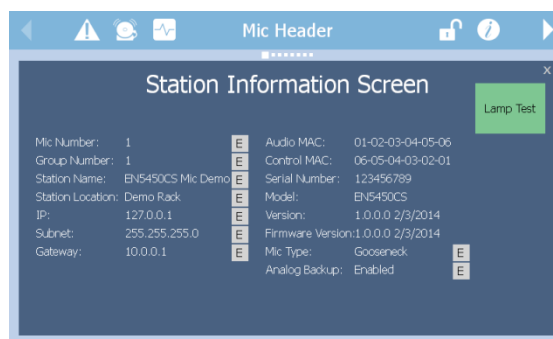 Mic Header
x
Station Information Screen
Lamp Test
Mic Number: 1 E
Group Number: 1 E
Station Name: EN5450CS Mic Demo E
Station Location: Demo Rack E
IP: 127.0.0.1 E
Subnet: 255.255.255.0 E
Gateway: 10.0.0.1 E
Audio MAC: 01-02-03-04-05-06
Control MAC: 06-05-04-03-02-01
Serial Number: 123456789
Model: EN5450CS
Version: 1.0.0.0 2/3/2014
Firmware Version:1.0.0.0 2/3/2014
Mic Type: Gooseneck E
Analog Backup: Enabled E